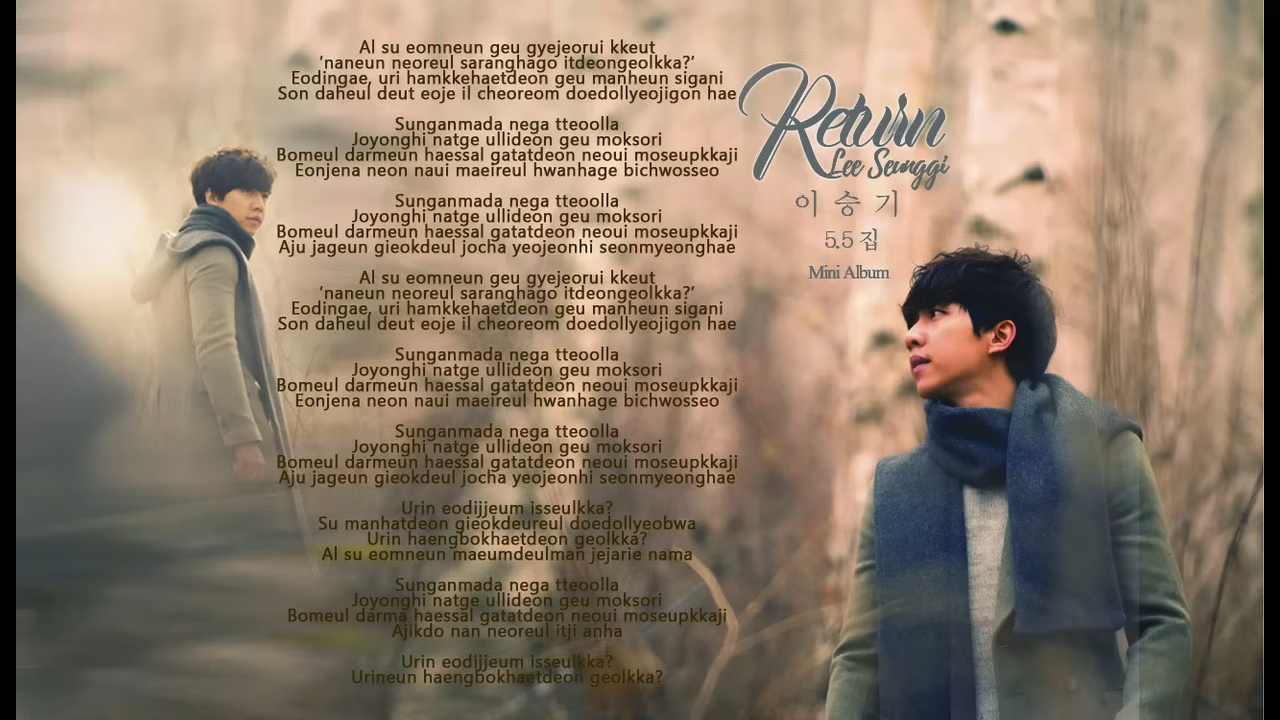 Al su eomneun geu gyejeorui kkeut
'naneun neoreul saranghago itdeongeolkka?'
Eodingae, uri hamkkehaetdeon geu manheun sigani
Son daheul deut eoje il cheoreom doedollyeojigon hae
Sunganmada nega tteoolla
Joyonghi natge ullideon geu moksori
Bomeul darmeun haessal gatatdeon neoui moseupkkaji
Eonjena neon naui maeireul hwanhage bichwosseo
Sunganmada nega tteoolla
Joyonghi natge ullideon geu moksori
Bomeul darmeun haessal gatatdeon neoui moseupkkaji
Aju jageun gieokdeul jocha yeojeonhi seonmyeonghae
Al su eomneun geu gyejeorui kkeut
'naneun neoreul saranghago itdeongeolkka?'
Eodingae, uri hamkkehaetdeon geu manheun sigani
Son daheul deut eoje il cheoreom doedollyeojigon hae
Sunganmada nega tteoolla
Joyonghi natge ullideon geu moksori
Bomeul darmeun haessal gatatdeon neoui moseupkkaji
Eonjena neon naui maeireul hwanhage bichwosseo
Sunganmada nega tteoolla
Joyonghi natge ullideon geu moksori
Bomeul darmeun haessal gatatdeon neoui moseupkkaji
Aju jageun gieokdeul jocha yeojeonhi seonmyeonghae
Urin eodijjeum isseulkka?
Su manhatdeon gieokdeureul doedollyeobwa
Urin haengbokhaetdeon geolkka?
Al su eomneun maeumdeulman jejarie nama
Sunganmada nega tteoolla
Joyonghi natge ullideon geu moksori
Bomeul darma haessal gatatdeon neoui moseupkkaji
Ajikdo nan neoreul itji anha
Urin eodijjeum isseulkka?
Urineun haengbokhaetdeon geolkka?
Return
Lee Seunggi
이 승 기
5.5 집
Mini Album